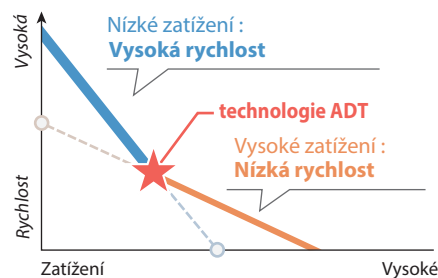 Vysoká
Nízké zatížení :
Vysoká rychlost
technologie ADT
Vysoké zatížení :
Nízká rychlost
Rychlost
Zatížení
Vysoké